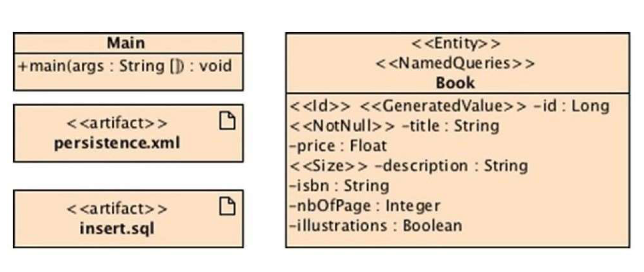 Main
+main(args : String []) : void
<<artifact>>
persistence.xml
<<artifact>>
insert.sql
<<Entity>>
<<NamedQueries>>
Book
<<Id>> <<GeneratedValue>> -id : Long
<<NotNull>> -title : String
-price : Float
<<Size>> -description : String
-isbn : String
-nbOfPage : Integer
-illustrations : Boolean